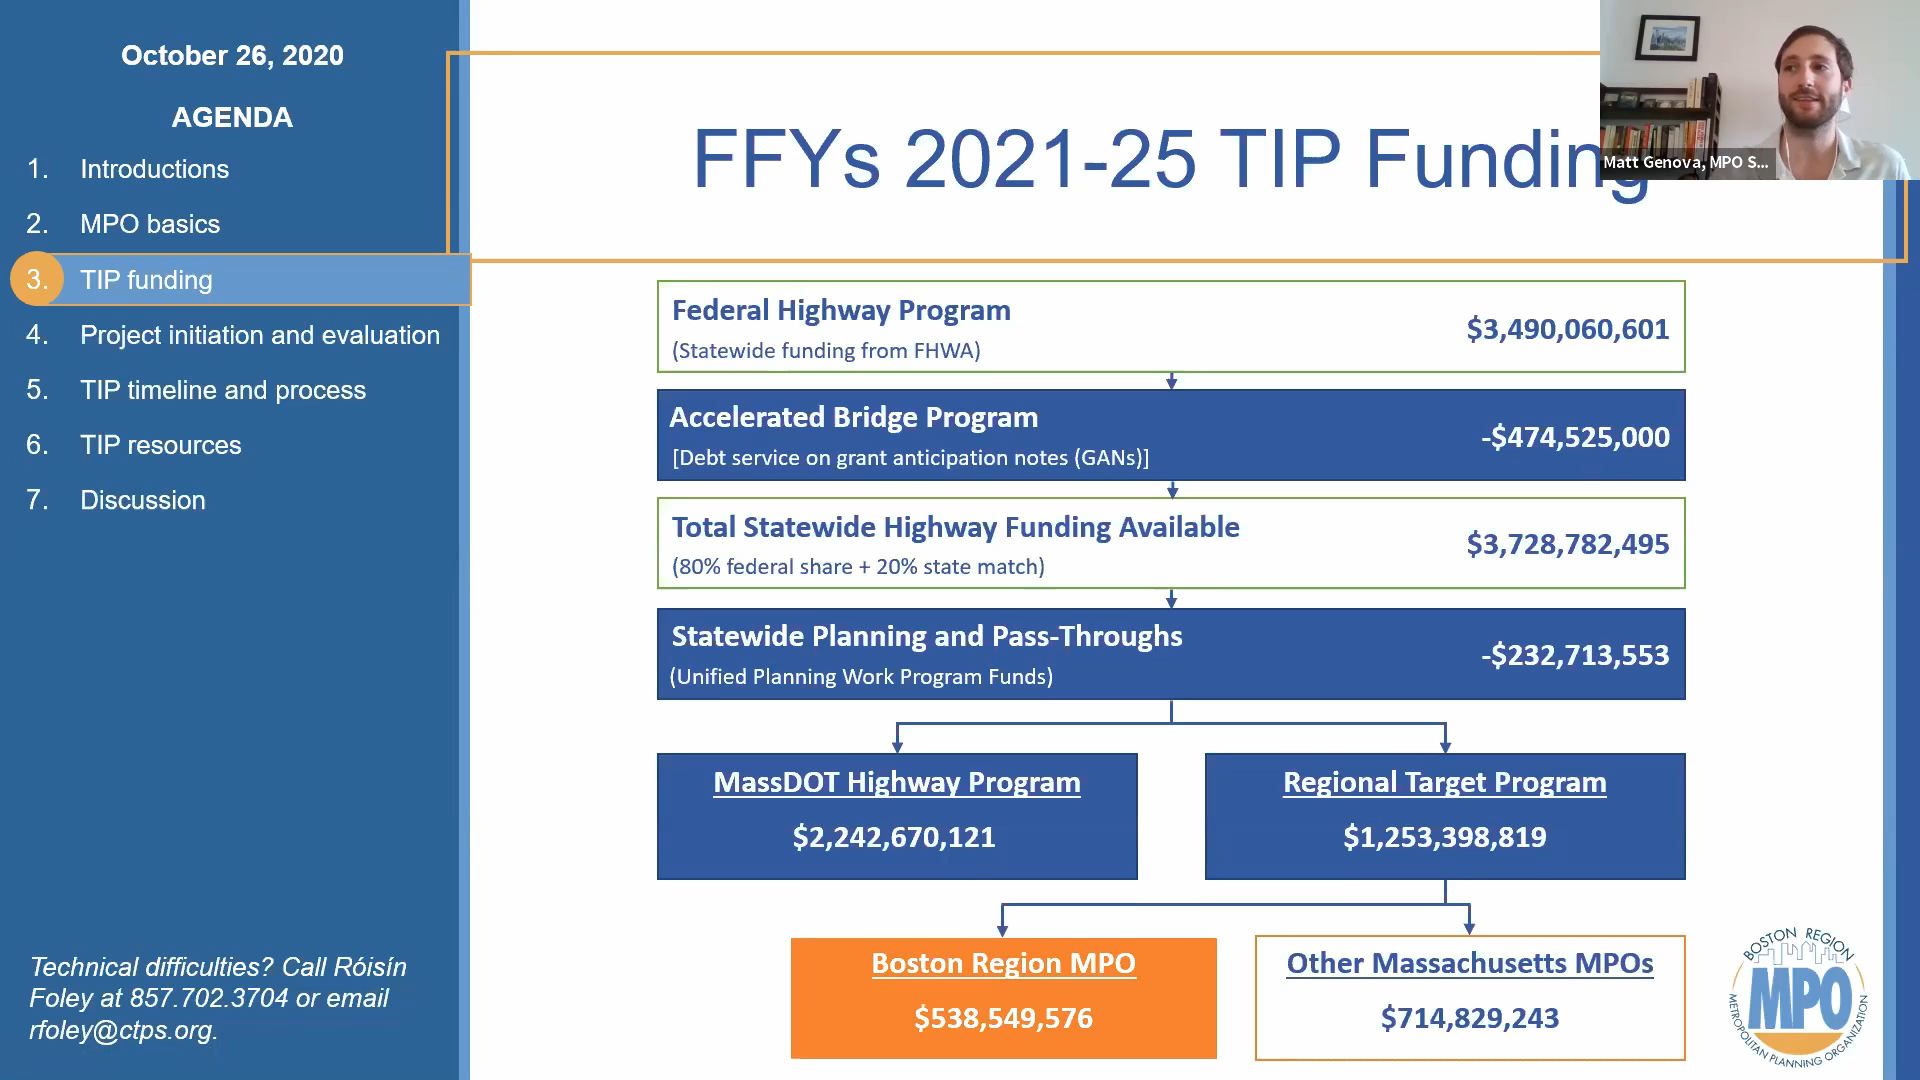 October 26, 2020
AGENDA
1. Introductions
2. MPO basics
3. TIP funding
4. Project initiation and evaluation
5. TIP timeline and process
6. TIP resources
7. Discussion
Technical difficulties? Call Róisín
Foley at 857.702.3704 or email
rfoley@ctps.org.
FFYs 2021-25 TIP Funding
Matt Genova, MPO S...
Federal Highway Program
(Statewide funding from FHWA)
$3,490,060,601
Accelerated Bridge Program
[Debt service on grant anticipation notes (GANs)]
-$474,525,000
Total Statewide Highway Funding Available
(80% federal share + 20% state match)
$3,728,782,495
Statewide Planning and Pass-Throughs
(Unified Planning Work Program Funds)
-$232,713,553
MassDOT Highway Program
$2,242,670,121
Regional Target Program
$1,253,398,819
Boston Region MPO
$538,549,576
Other Massachusetts MPOs
$714,829,243
BOSTON REGION
MPO
METROPOLITAN PLANNING ORGANIZATION